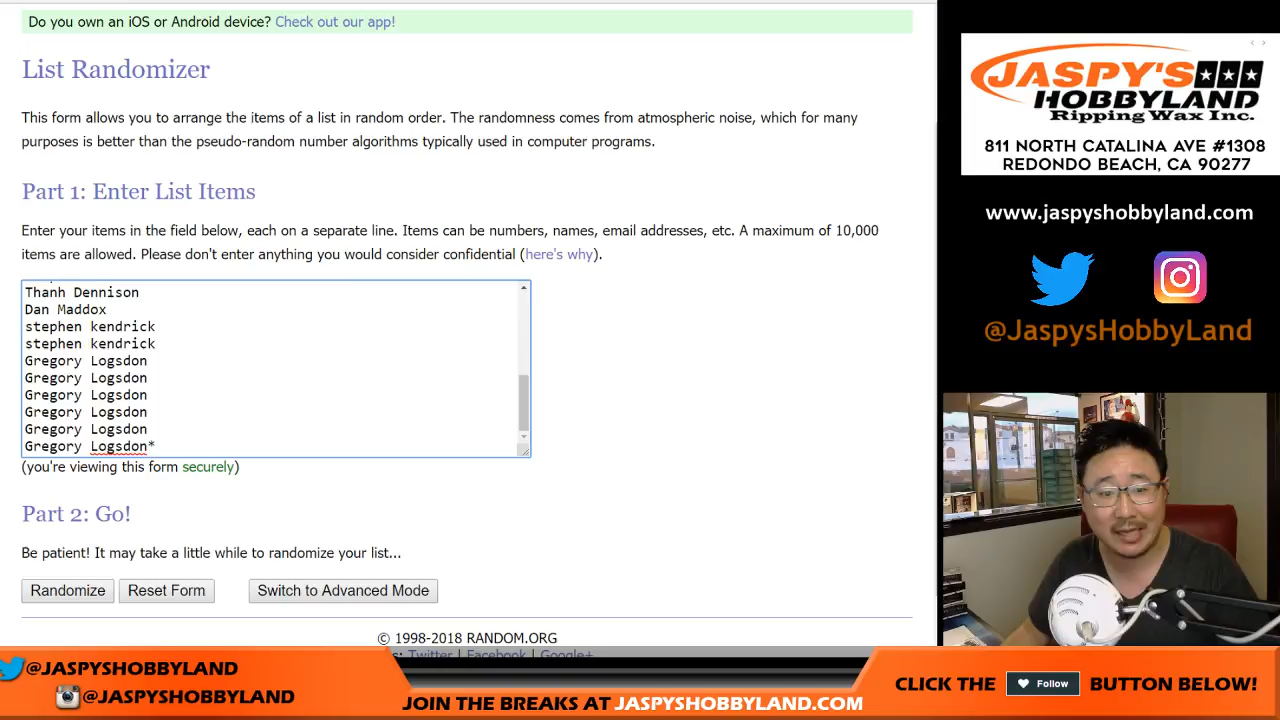 Do you own an iOS or Android device? Check out our app!
List Randomizer
This form allows you to arrange the items of a list in random order. The randomness comes from atmospheric noise, which for many
purposes is better than the pseudo-random number algorithms typically used in computer programs.
Part 1: Enter List Items
Enter your items in the field below, each on a separate line. Items can be numbers, names, email addresses, etc. A maximum of 10,000
items are allowed. Please don't enter anything you would consider confidential (here's why).
Thanh Dennison
Dan Maddox
stephen kendrick
stephen kendrick
Gregory Logsdon
Gregory Logsdon
Gregory Logsdon
Gregory Logsdon
Gregory Logsdon
Gregory Logsdon*
(you're viewing this form securely)
Part 2: Go!
Be patient! It may take a little while to randomize your list...
Randomize
Reset Form
Switch to Advanced Mode
© 1998-2018 RANDOM.ORG
Twitter | Facebook | Google+
JASPY'S
HOBBYLAND
Ripping Wax Inc.
811 NORTH CATALINA AVE #1308
REDONDO BEACH, CA 90277
www.jaspyshobbyland.com
@JaspysHobbyLand
@JASPYSHOBBYLAND
@JASPYSHOBBYLAND
JOIN THE BREAKS AT JASPYSHOBBYLAND.COM
CLICK THE Follow BUTTON BELOW!